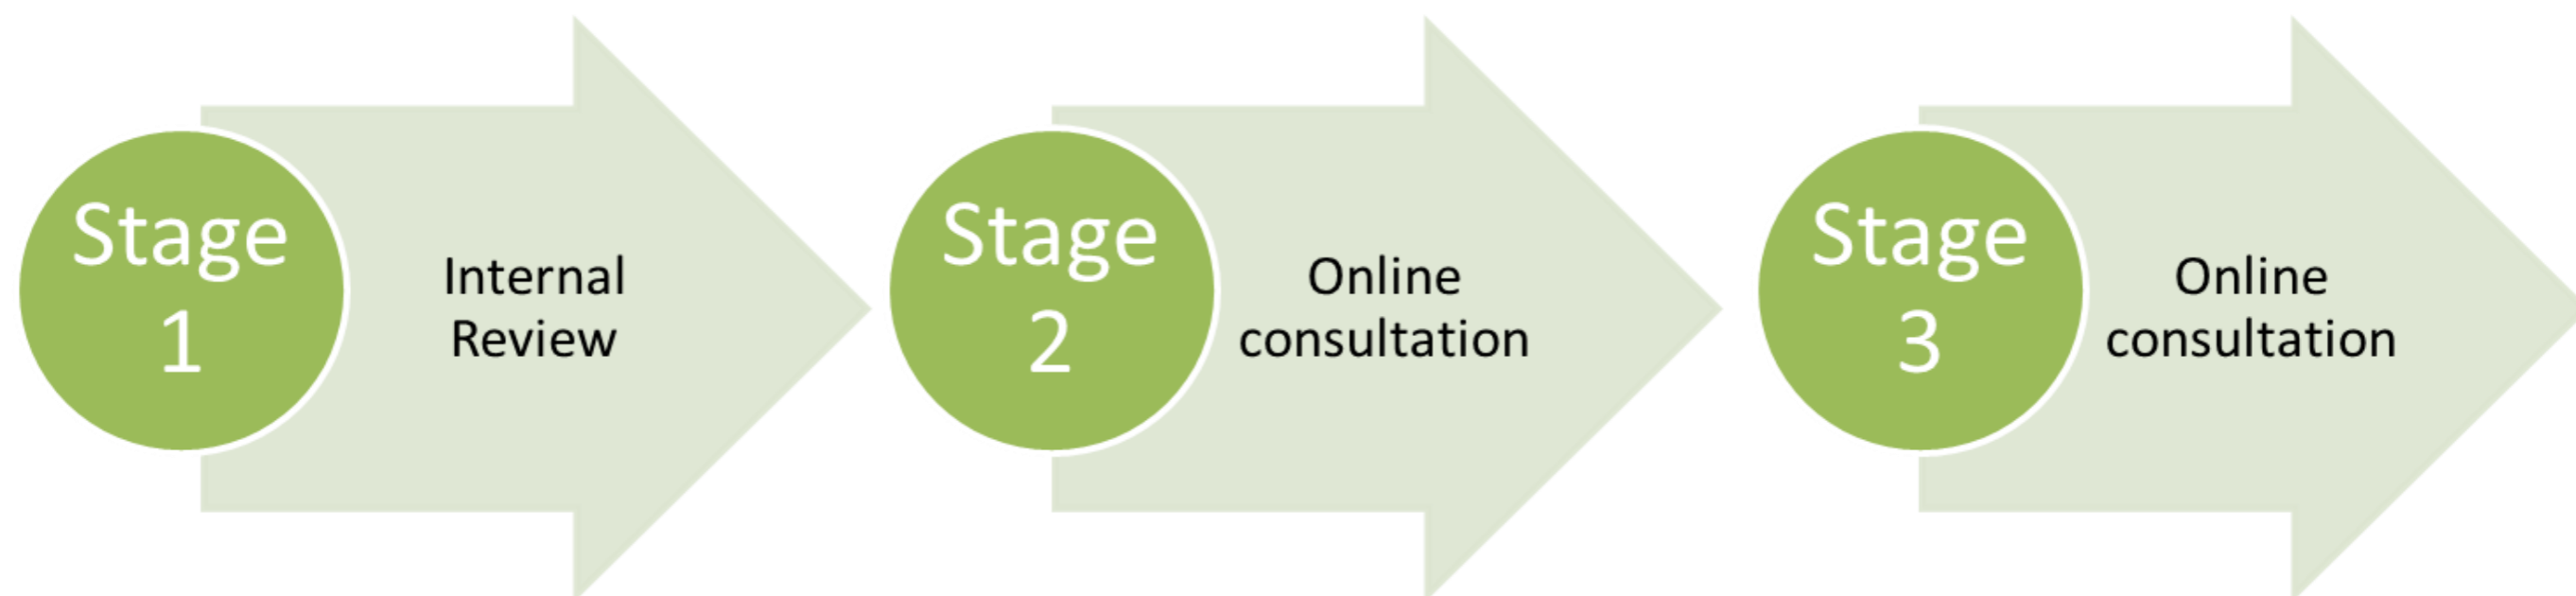 Stage
1
Internal
Review
Stage
2
Online
consultation
Stage
3
Online
consultation